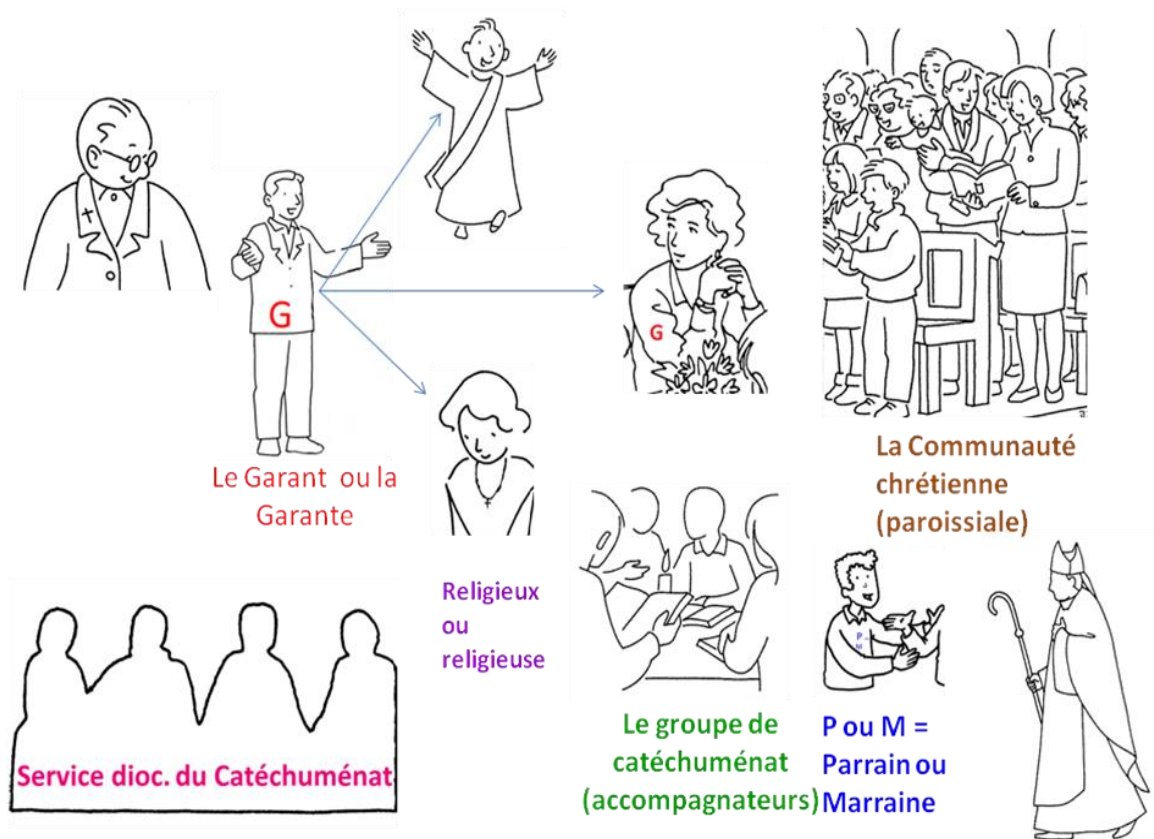 G
G
Le Garant ou la
Garante
La Communauté
chrétienne
(paroissiale)
Religieux
ou
religieuse
P ou
M
Le groupe de
catéchuménat
(accompagnateurs)
P ou M =
Parrain ou
Marraine
Service dioc. du Catéchuménat